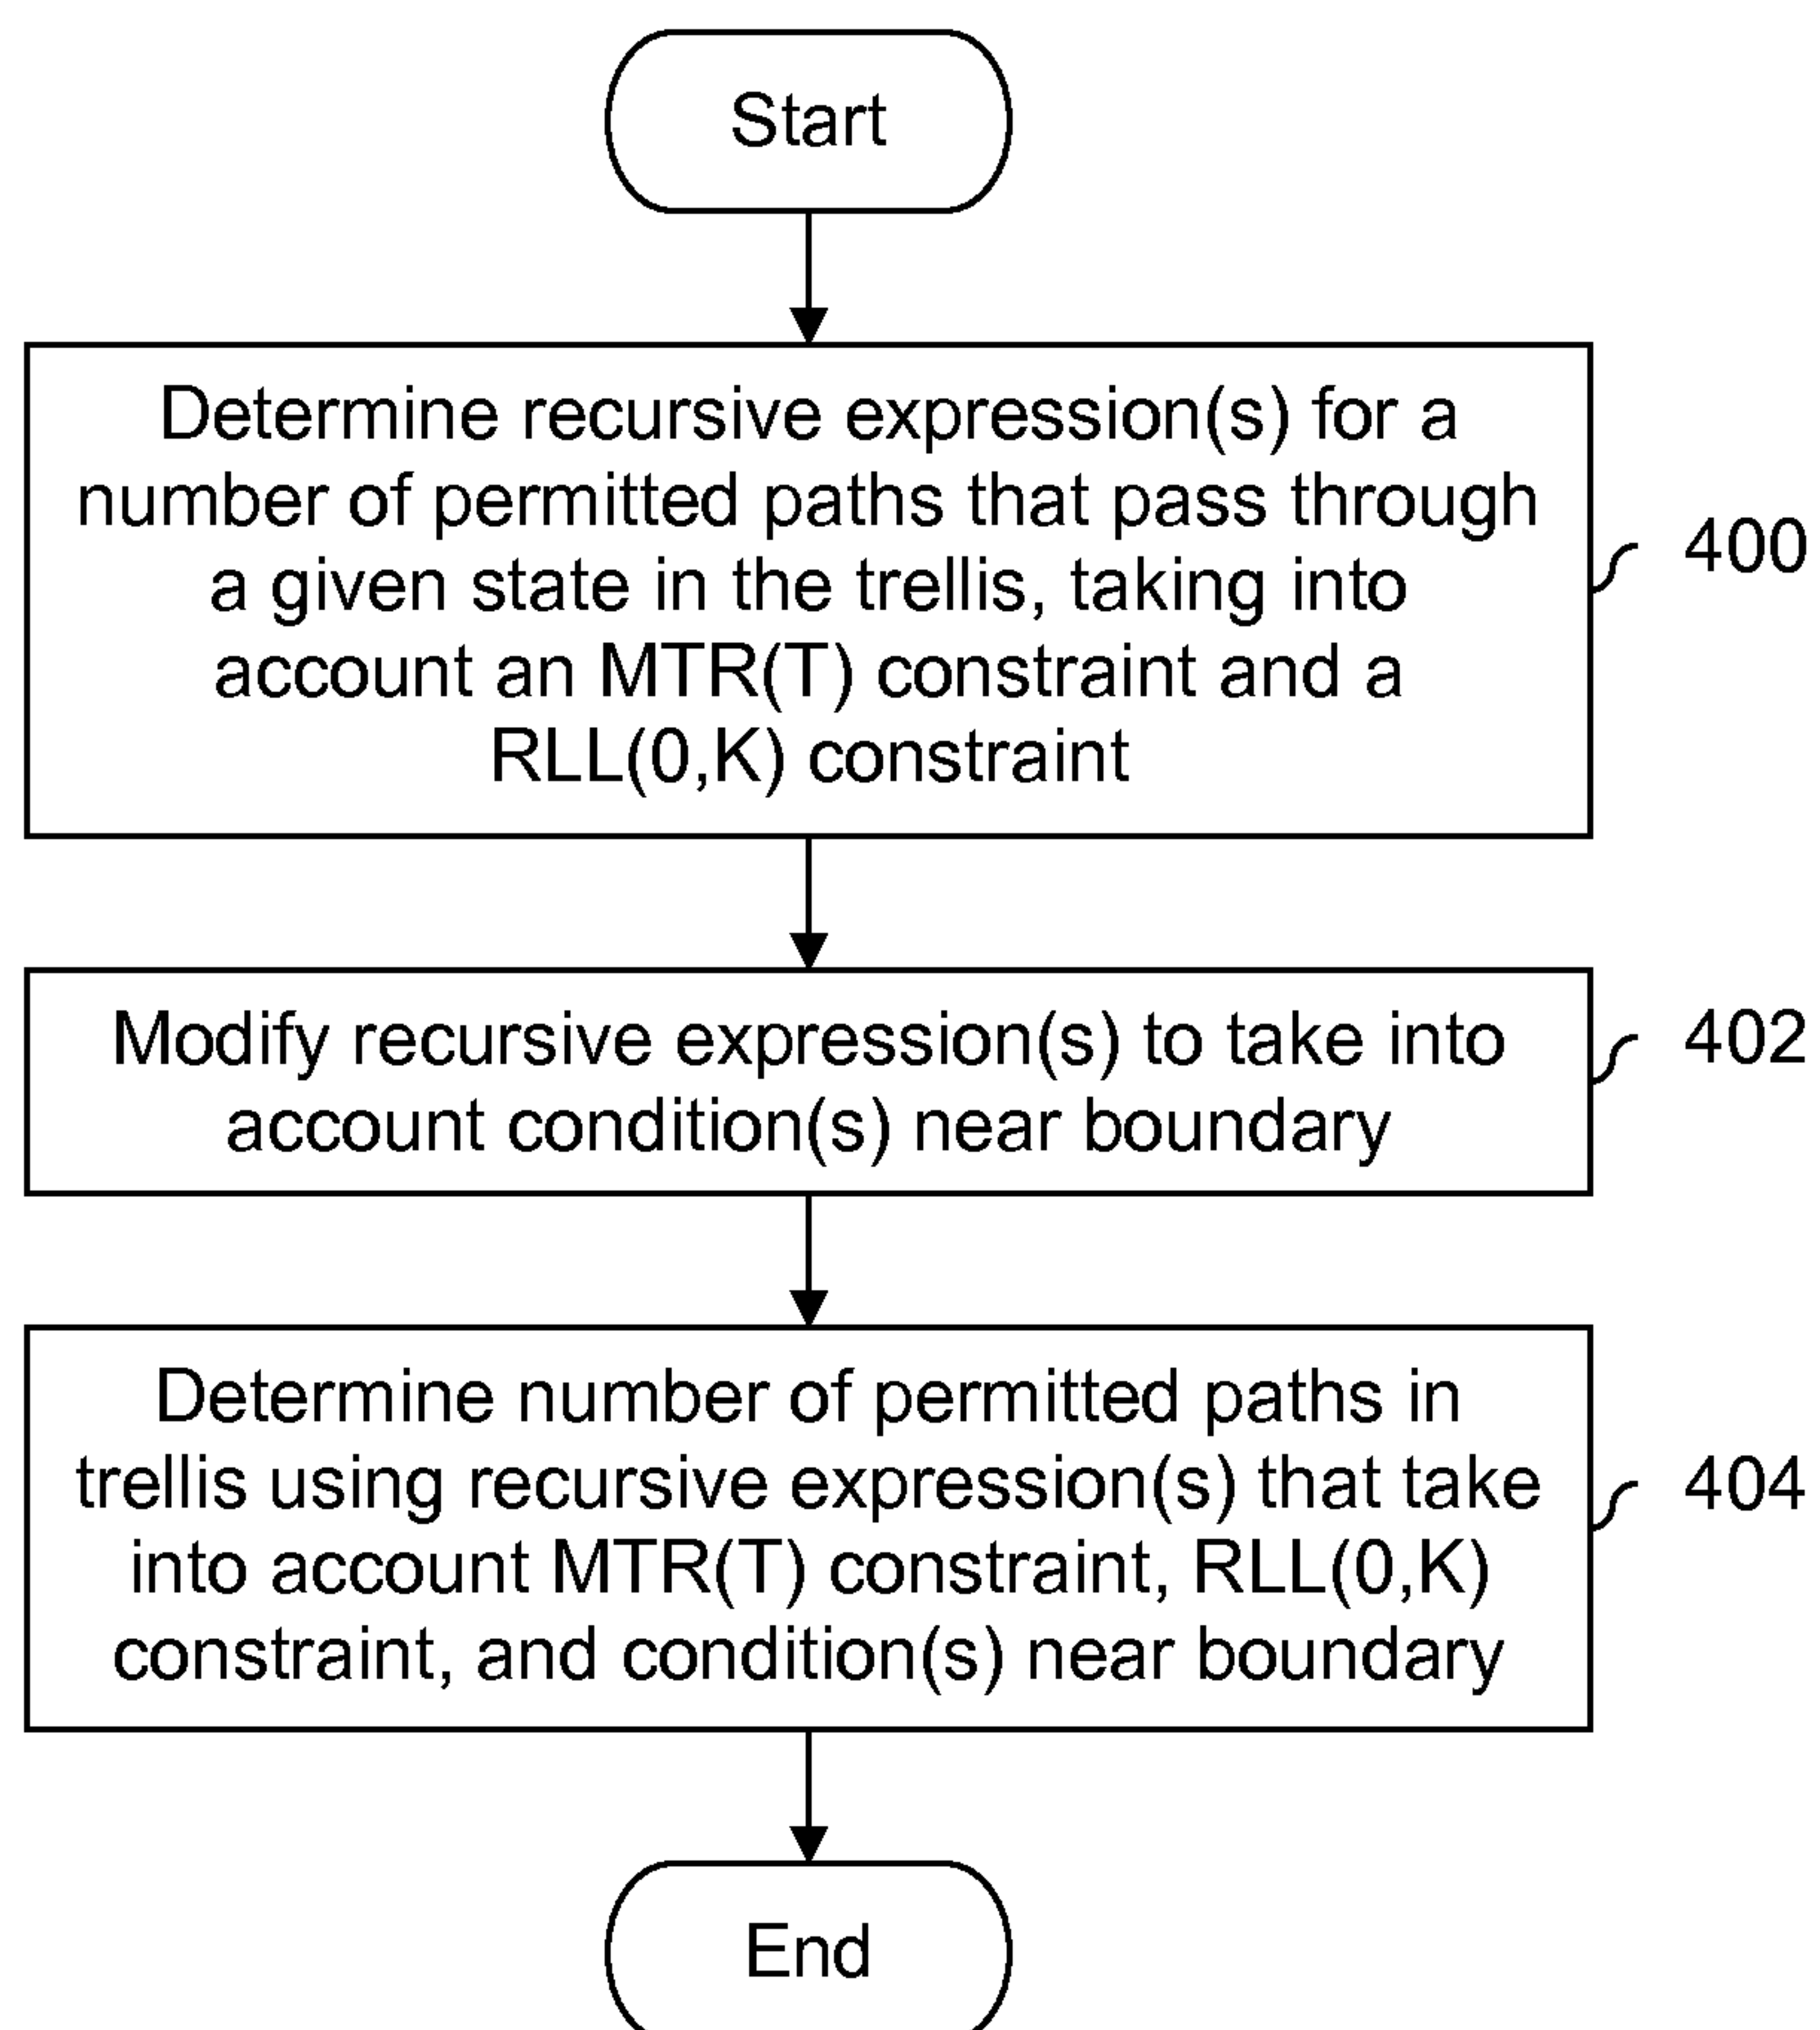 Start
Determine recursive expression(s) for a
number of permitted paths that pass through
a given state in the trellis, taking into
account an MTR(T) constraint and a
RLL(0,K) constraint
400
Modify recursive expression(s) to take into
account condition(s) near boundary
402
Determine number of permitted paths in
trellis using recursive expression(s) that take
into account MTR(T) constraint, RLL(0,K)
constraint, and condition(s) near boundary
404
End